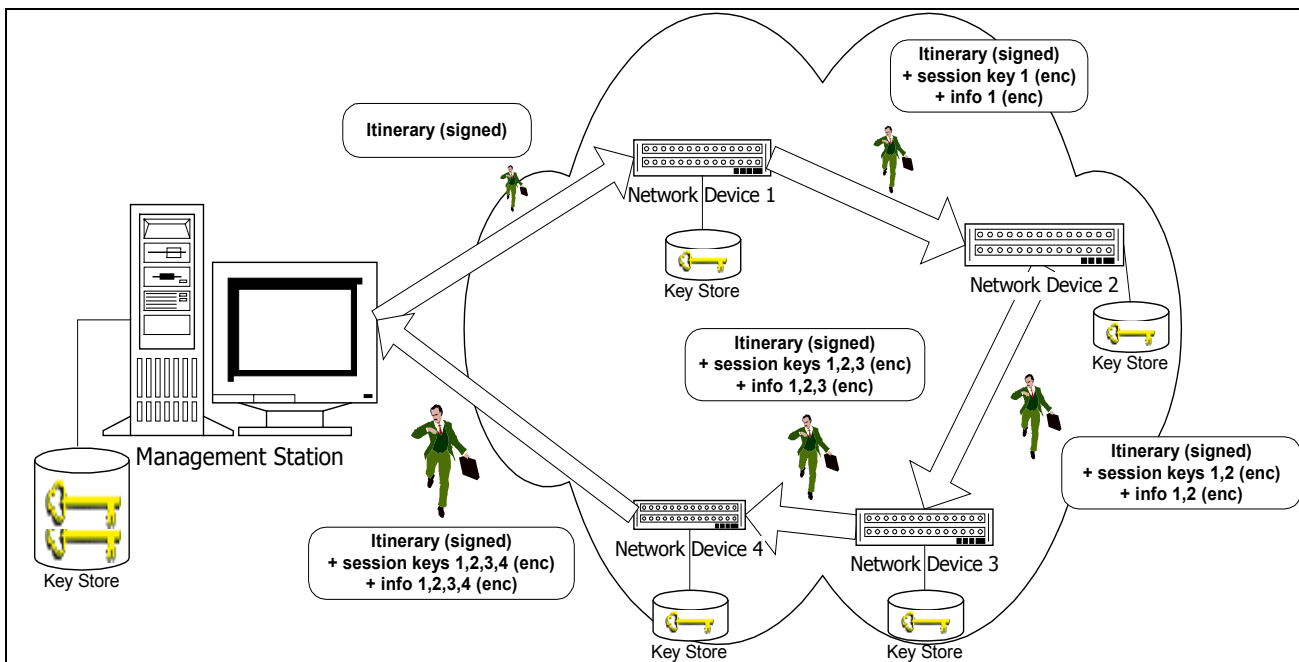 Itinerary (signed)
Itinerary (signed)
+ session key 1 (enc)
+ info 1 (enc)
Network Device 1
Key Store
Network Device 2
Key Store
Itinerary (signed)
+ session keys 1,2,3 (enc)
+ info 1,2,3 (enc)
Itinerary (signed)
+ session keys 1,2 (enc)
+ info 1,2 (enc)
Management Station
Key Store
Itinerary (signed)
+ session keys 1,2,3,4 (enc)
+ info 1,2,3,4 (enc)
Network Device 4
Key Store
Network Device 3
Key Store